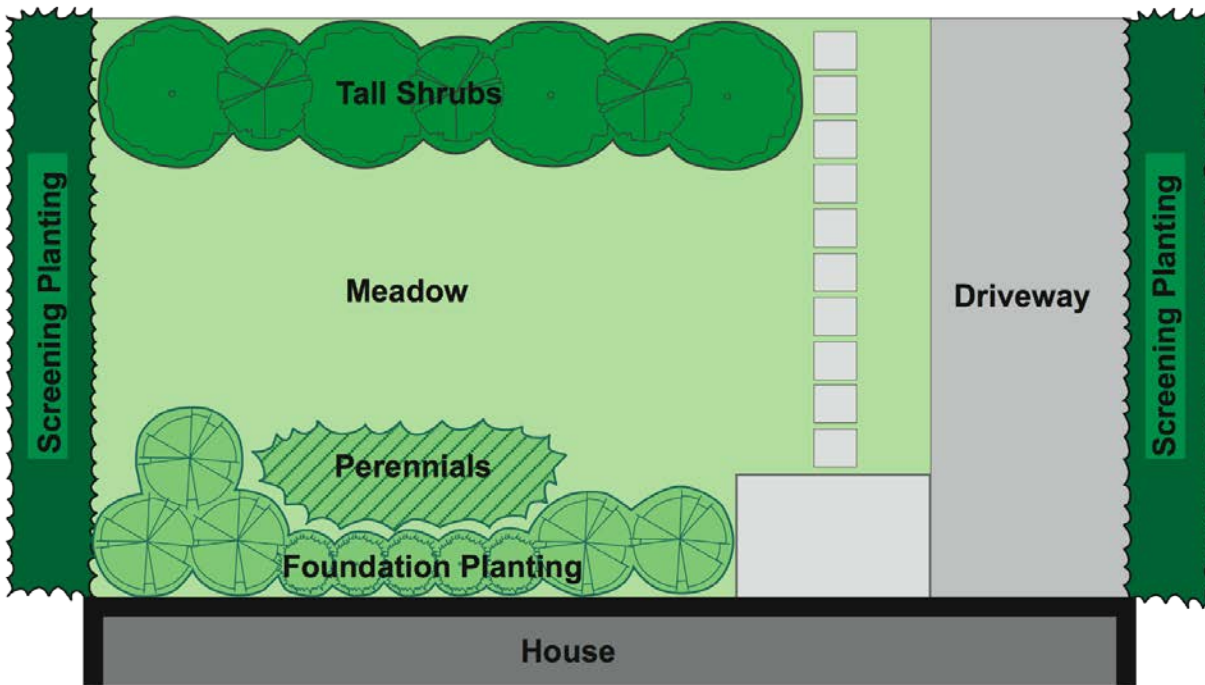 Tall Shrubs
Screening Planting
Meadow
Driveway
Screening Planting
Perennials
Foundation Planting
House